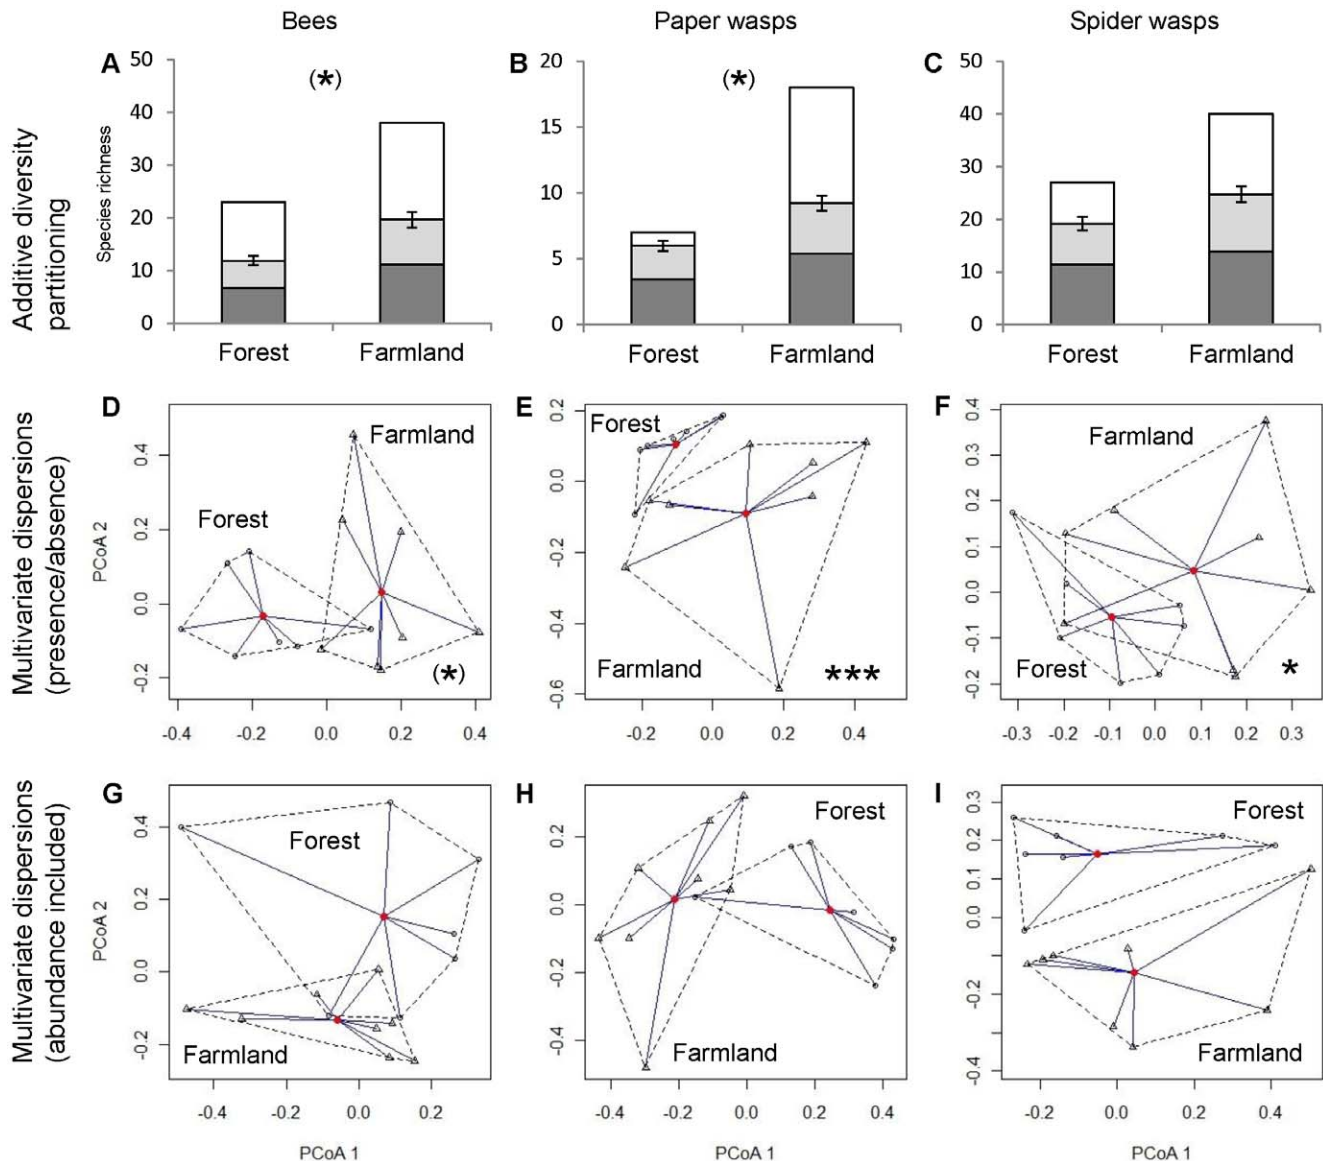 Bees
Paper wasps
Spider wasps
Additive diversity
partitioning
A
Species richness
50
40
30
20
10
0
(*)
Forest
Farmland
B
20
15
10
5
0
(*)
Forest
Farmland
C
50
40
30
20
10
0
Forest
Farmland
Multivariate dispersions
(presence/absence)
D
PCoA 2
0.4
0.2
0.0
-0.2
Farmland
Forest
(*)
-0.4 -0.2 0.0 0.2 0.4
E
0.2
0.0
-0.2
-0.4
-0.6
Forest
Farmland
***
-0.2 0.0 0.2 0.4
F
0.4
0.3
0.2
0.1
0.0
-0.1
-0.2
Farmland
Forest
*
-0.3 -0.2 -0.1 0.0 0.1 0.2 0.3
Multivariate dispersions
(abundance included)
G
PCoA 2
0.4
0.2
0.0
-0.2
Forest
Farmland
-0.4 -0.2 0.0 0.2
PCoA 1
H
0.2
0.0
-0.2
-0.4
Forest
Farmland
-0.4 -0.2 0.0 0.2 0.4
PCoA 1
I
0.3
0.2
0.0
-0.2
-0.4
Forest
Farmland
-0.2 0.0 0.2 0.4
PCoA 1